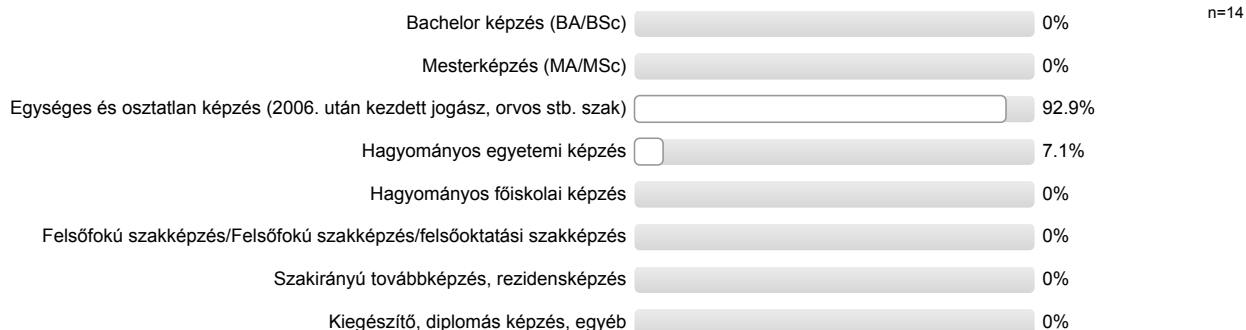 n=14
Bachelor képzés (BA/BSc) 0%
Mesterképzés (MA/MSc) 0%
Egységes és osztatlan képzés (2006. után kezdett jogász, orvos stb. szak) 92.9%
Hagyományos egyetemi képzés 7.1%
Hagyományos főiskolai képzés 0%
Felsőfokú szakképzés/Felsőfokú szakképzés/felsőoktatási szakképzés 0%
Szakirányú továbbképzés, rezidensképzés 0%
Kiegészítő, diplomás képzés, egyéb 0%